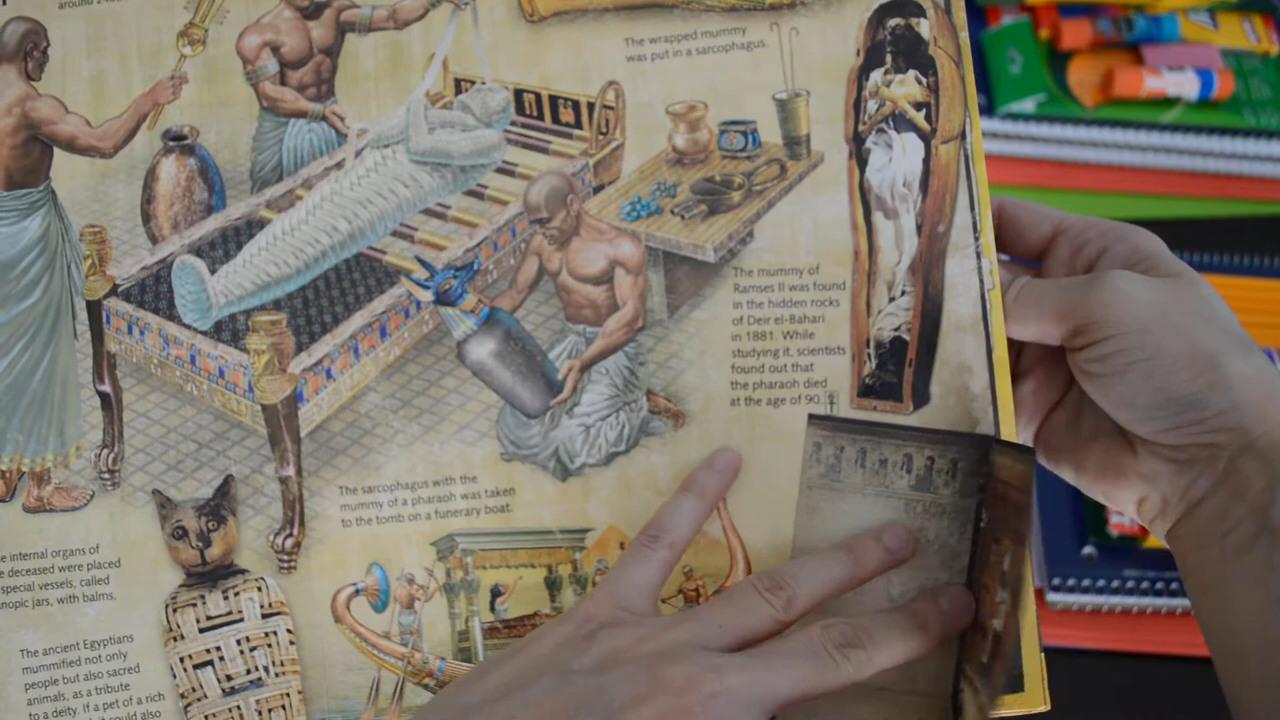 around
The wrapped mummy
was put in a sarcophagus.
The mummy of
Ramses II was found
in the hidden rocks
of Deir el-Bahari
in 1881. While
studying it, scientists
found out that
the pharaoh died
at the age of 90.
The sarcophagus with the
mummy of a pharaoh was taken
to the tomb on a funerary boat.
e internal organs of
e deceased were placed
special vessels, called
nopic jars, with balms.
The ancient Egyptians
mummified not only
people but also sacred
animals, as a tribute
to a deity. If a pet of a rich
it could also